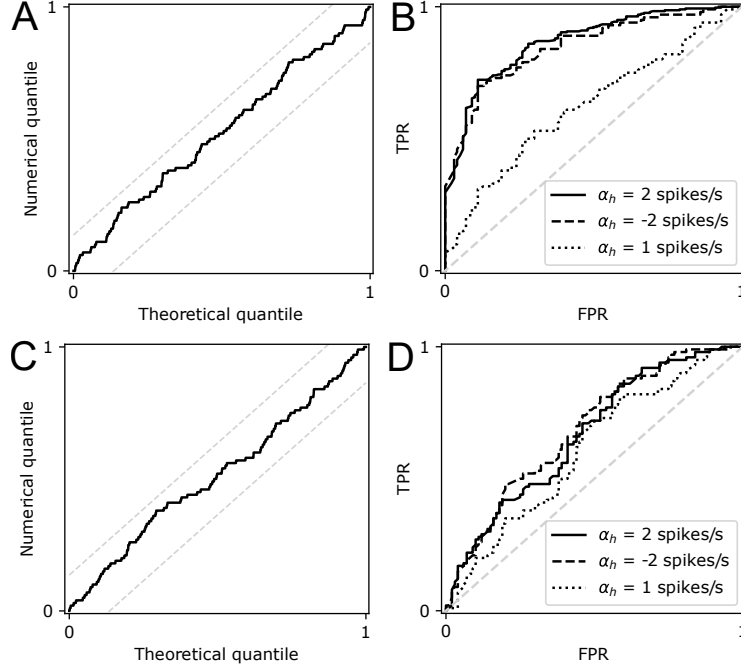 A
1
Numerical quantile
0
0
1
Theoretical quantile
B
1
TPR
0
α_h = 2 spikes/s
α_h = -2 spikes/s
α_h = 1 spikes/s
0
1
FPR
C
1
Numerical quantile
0
0
1
Theoretical quantile
D
1
TPR
0
α_h = 2 spikes/s
α_h = -2 spikes/s
α_h = 1 spikes/s
0
1
FPR